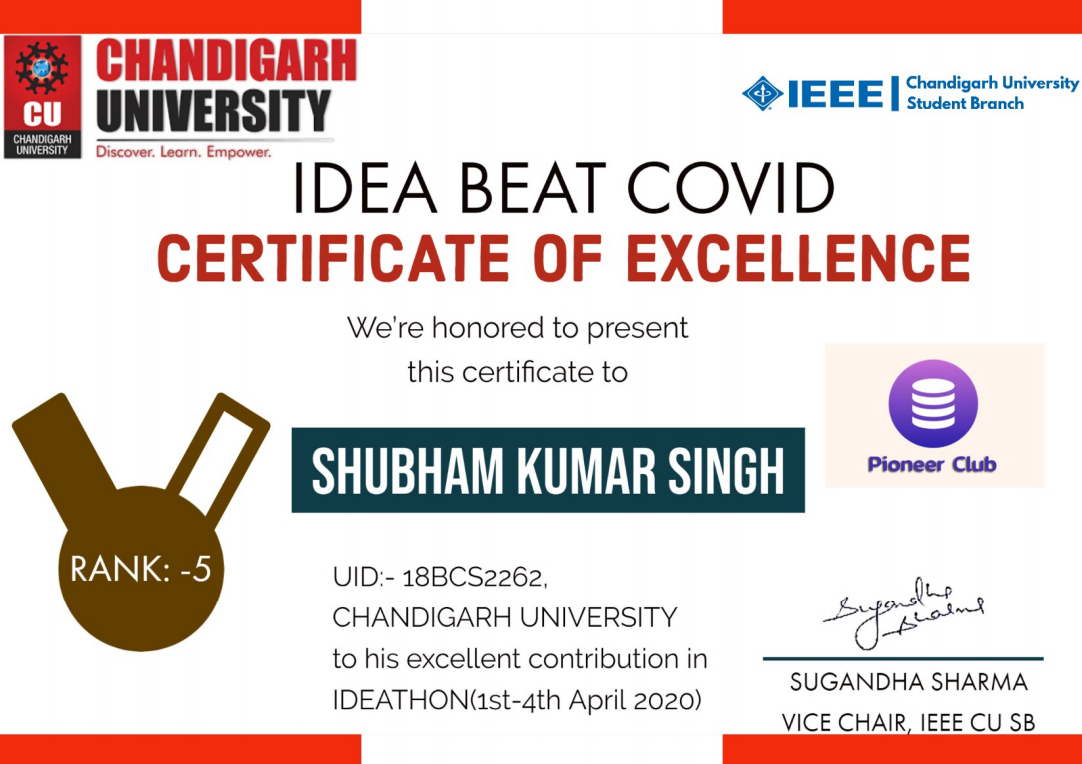 CU
CHANDIGARH
UNIVERSITY
CHANDIGARH
UNIVERSITY
Discover. Learn. Empower.
IEEE
Chandigarh University
Student Branch
IDEA BEAT COVID
CERTIFICATE OF EXCELLENCE
We're honored to present
this certificate to
SHUBHAM KUMAR SINGH
Pioneer Club
RANK: -5
UID:- 18BCS2262,
CHANDIGARH UNIVERSITY
to his excellent contribution in
IDEATHON(1st-4th April 2020)
Sugandha
Sharma
SUGANDHA SHARMA
VICE CHAIR, IEEE CU SB